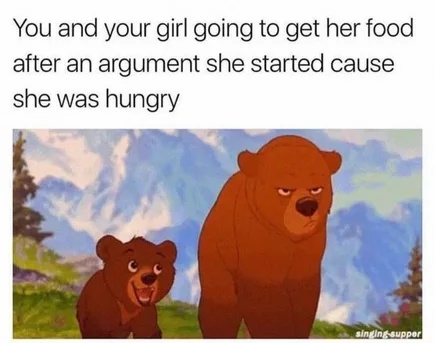 You and your girl going to get her food
after an argument she started cause
she was hungry
singing-supper